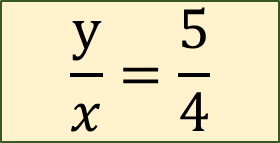 y/x = 5/4